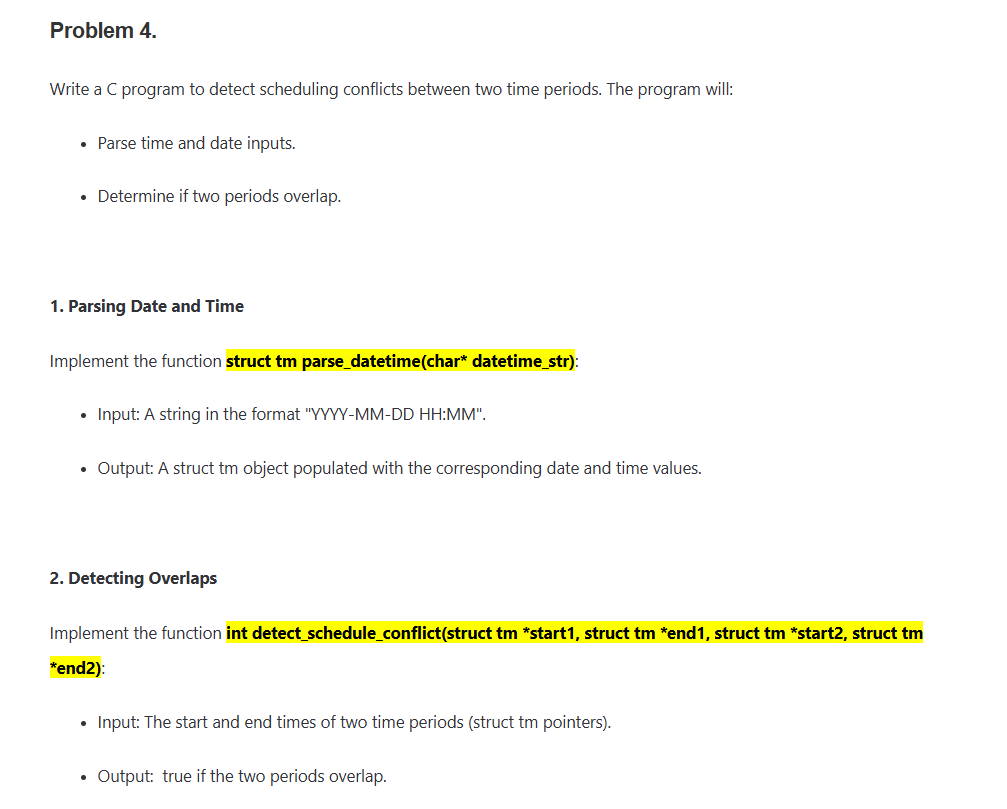 Problem 4.
Write a C program to detect scheduling conflicts between two time periods. The program will:
• Parse time and date inputs.
• Determine if two periods overlap.
1. Parsing Date and Time
Implement the function struct tm parse_datetime(char* datetime_str):
• Input: A string in the format "YYYY-MM-DD HH:MM".
• Output: A struct tm object populated with the corresponding date and time values.
2. Detecting Overlaps
Implement the function int detect_schedule_conflict(struct tm *start1, struct tm *end1, struct tm *start2, struct tm
*end2):
• Input: The start and end times of two time periods (struct tm pointers).
• Output:  true if the two periods overlap.